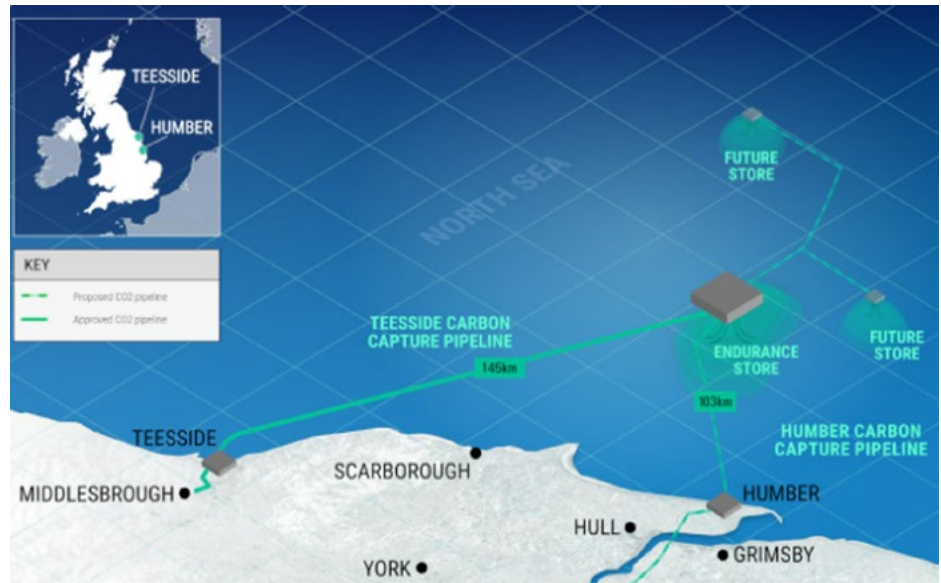 TEESSIDE
HUMBER
KEY
Proposed CO2 pipeline
Approved CO2 pipeline
NORTH SEA
FUTURE
STORE
FUTURE
STORE
TEESSIDE CARBON
CAPTURE PIPELINE
145km
ENDURANCE
STORE
103km
HUMBER CARBON
CAPTURE PIPELINE
TEESSIDE
MIDDLESBROUGH
SCARBOROUGH
HUMBER
HULL
GRIMSBY
YORK